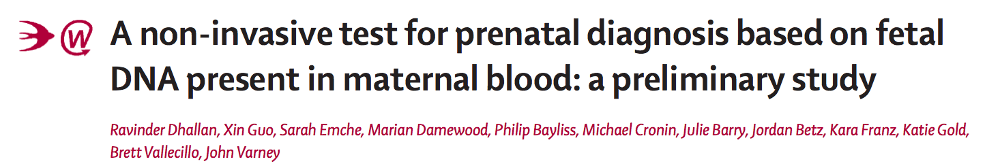 W
A non-invasive test for prenatal diagnosis based on fetal
DNA present in maternal blood: a preliminary study
Ravinder Dhallan, Xin Guo, Sarah Emche, Marian Damewood, Philip Bayliss, Michael Cronin, Julie Barry, Jordan Betz, Kara Franz, Katie Gold,
Brett Vallecillo, John Varney